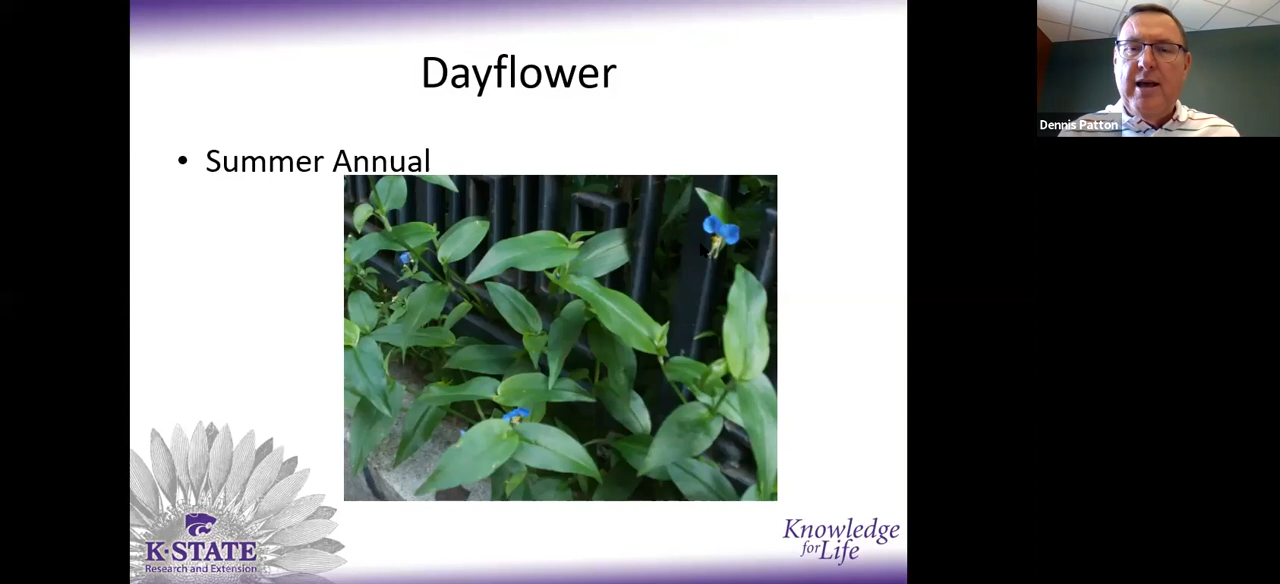 Dayflower
• Summer Annual
Dennis Patton
K-STATE
Research and Extension
Knowledge
for Life